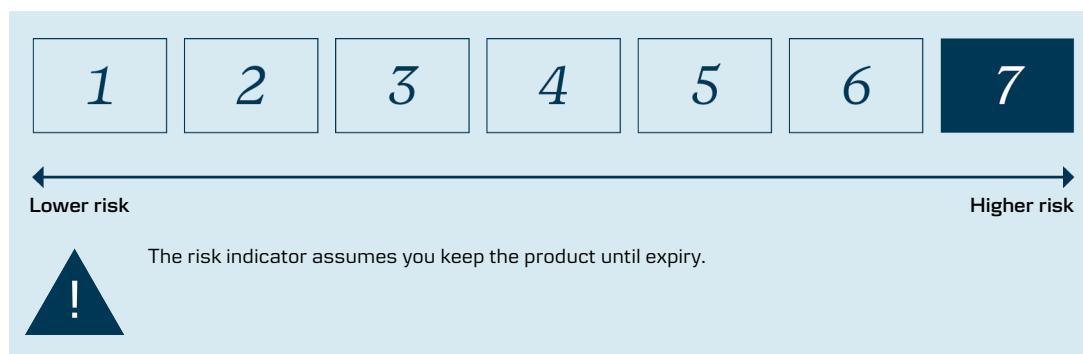 1 2 3 4 5 6 7
Lower risk Higher risk
The risk indicator assumes you keep the product until expiry.
!